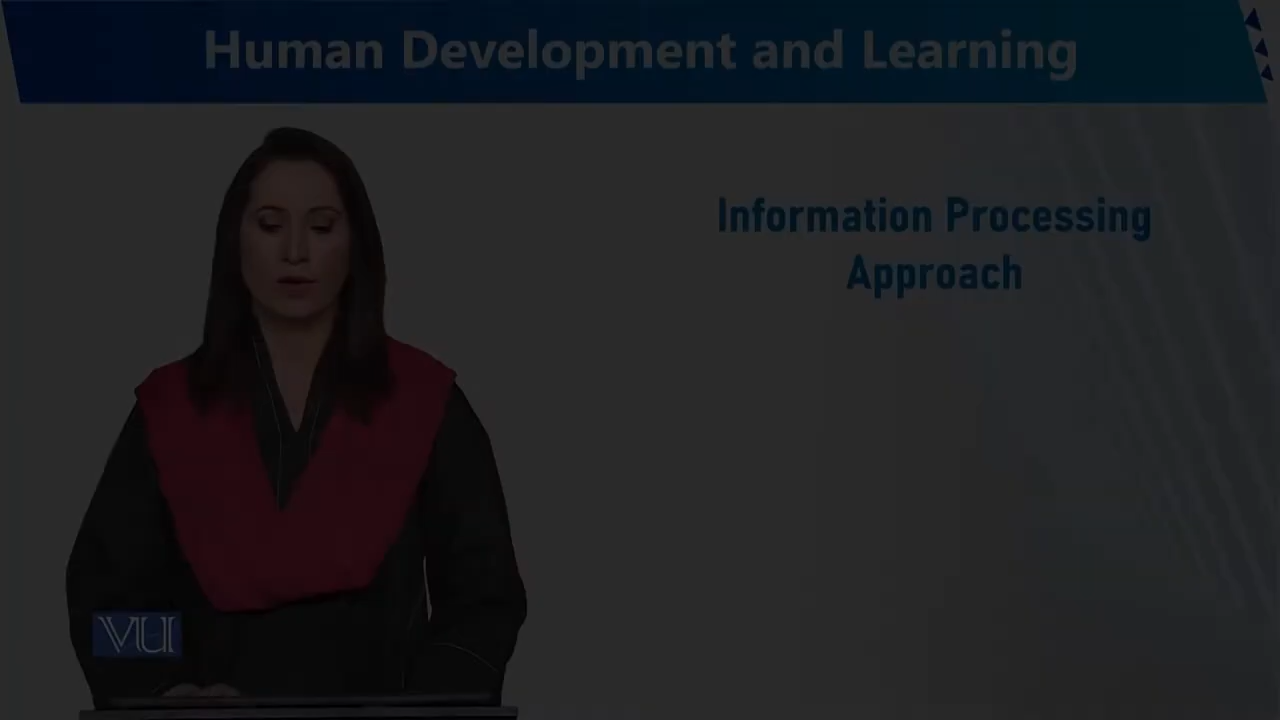 Human Development and Learning
Information Processing
Approach
VU